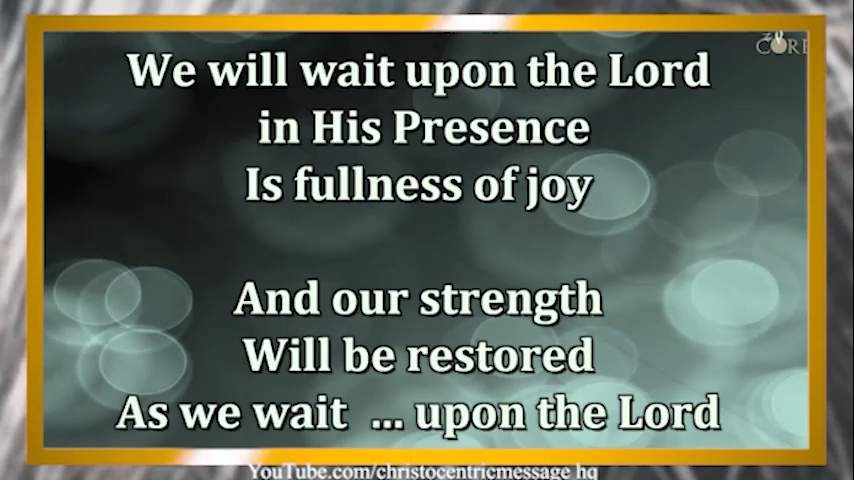 CORE
We will wait upon the Lord
in His Presence
Is fullness of joy
And our strength
Will be restored
As we wait ... upon the Lord
YouTube.com/christocentricmessage hq